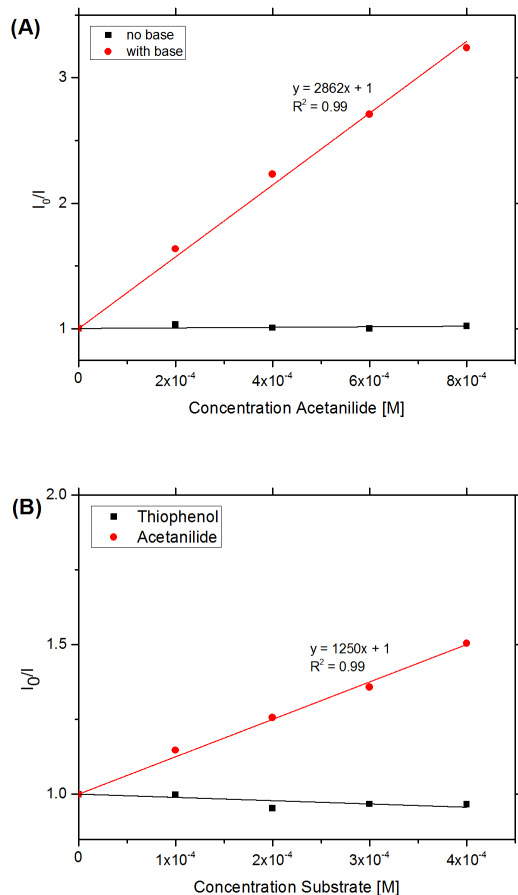 (A)
no base
with base
y = 2862x + 1
R² = 0.99
3
2
1
I₀/I
0
2x10⁻⁴
4x10⁻⁴
6x10⁻⁴
8x10⁻⁴
Concentration Acetanilide [M]
(B)
2.0
Thiophenol
Acetanilide
y = 1250x + 1
R² = 0.99
1.5
1.0
I₀/I
0
1x10⁻⁴
2x10⁻⁴
3x10⁻⁴
4x10⁻⁴
Concentration Substrate [M]